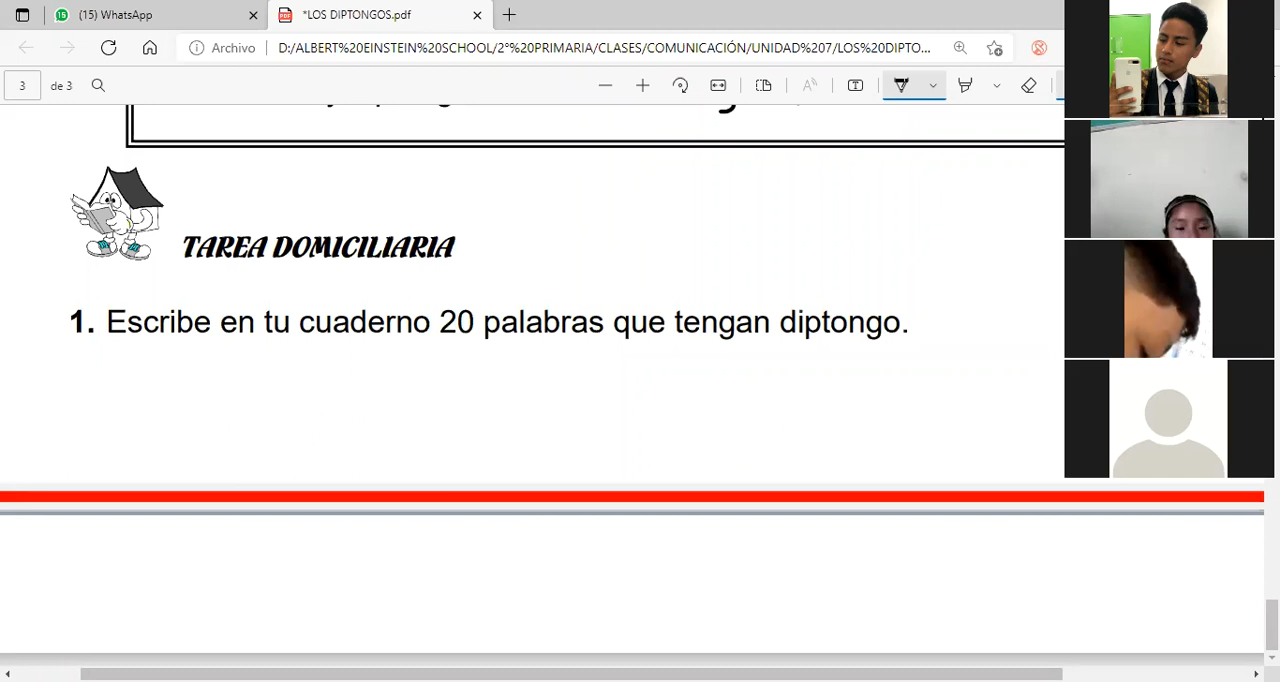 (15) WhatsApp
*LOS DIPTONGOS.pdf
Archivo
D:/ALBERT%20EINSTEIN%20SCHOOL/2°%20PRIMARIA/CLASES/COMUNICACIÓN/UNIDAD%207/LOS%20DIPTO...
3 de 3
TAREA DOMICILIARIA
1. Escribe en tu cuaderno 20 palabras que tengan diptongo.